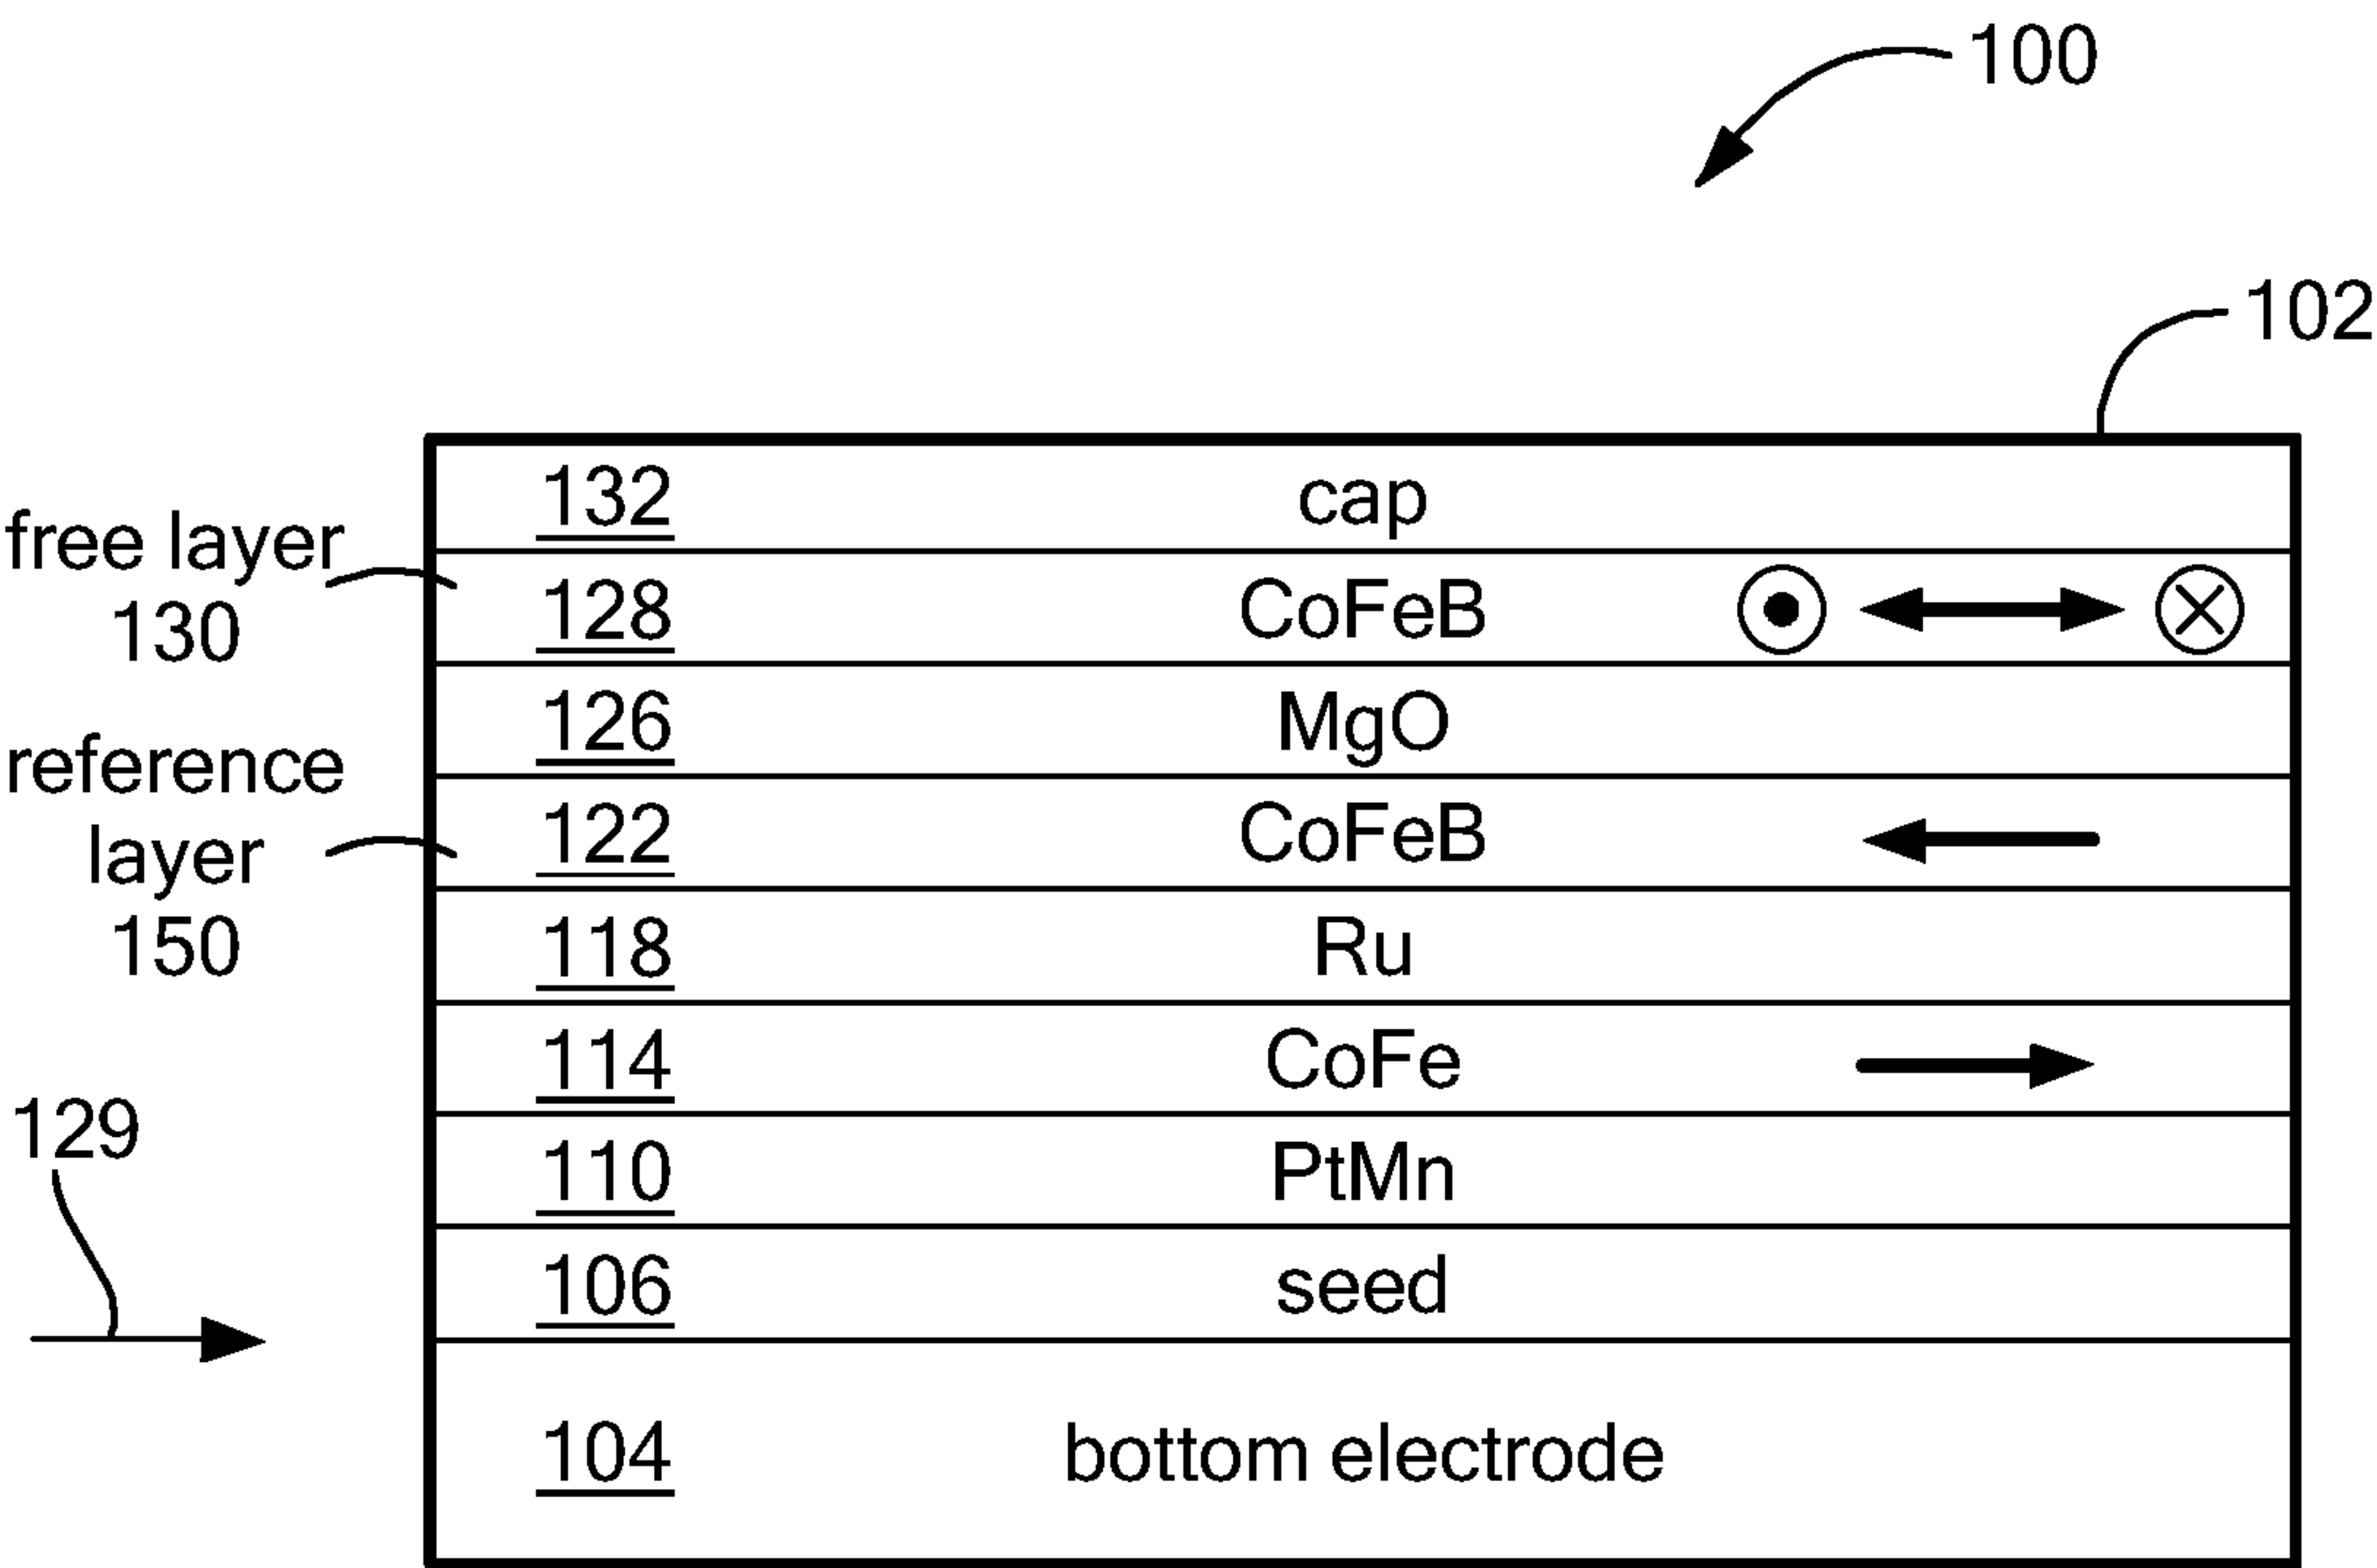 100
102
132 cap
free layer
130
128 CoFeB
126 MgO
reference
layer
150
122 CoFeB
118 Ru
114 CoFe
129
110 PtMn
106 seed
104 bottom electrode